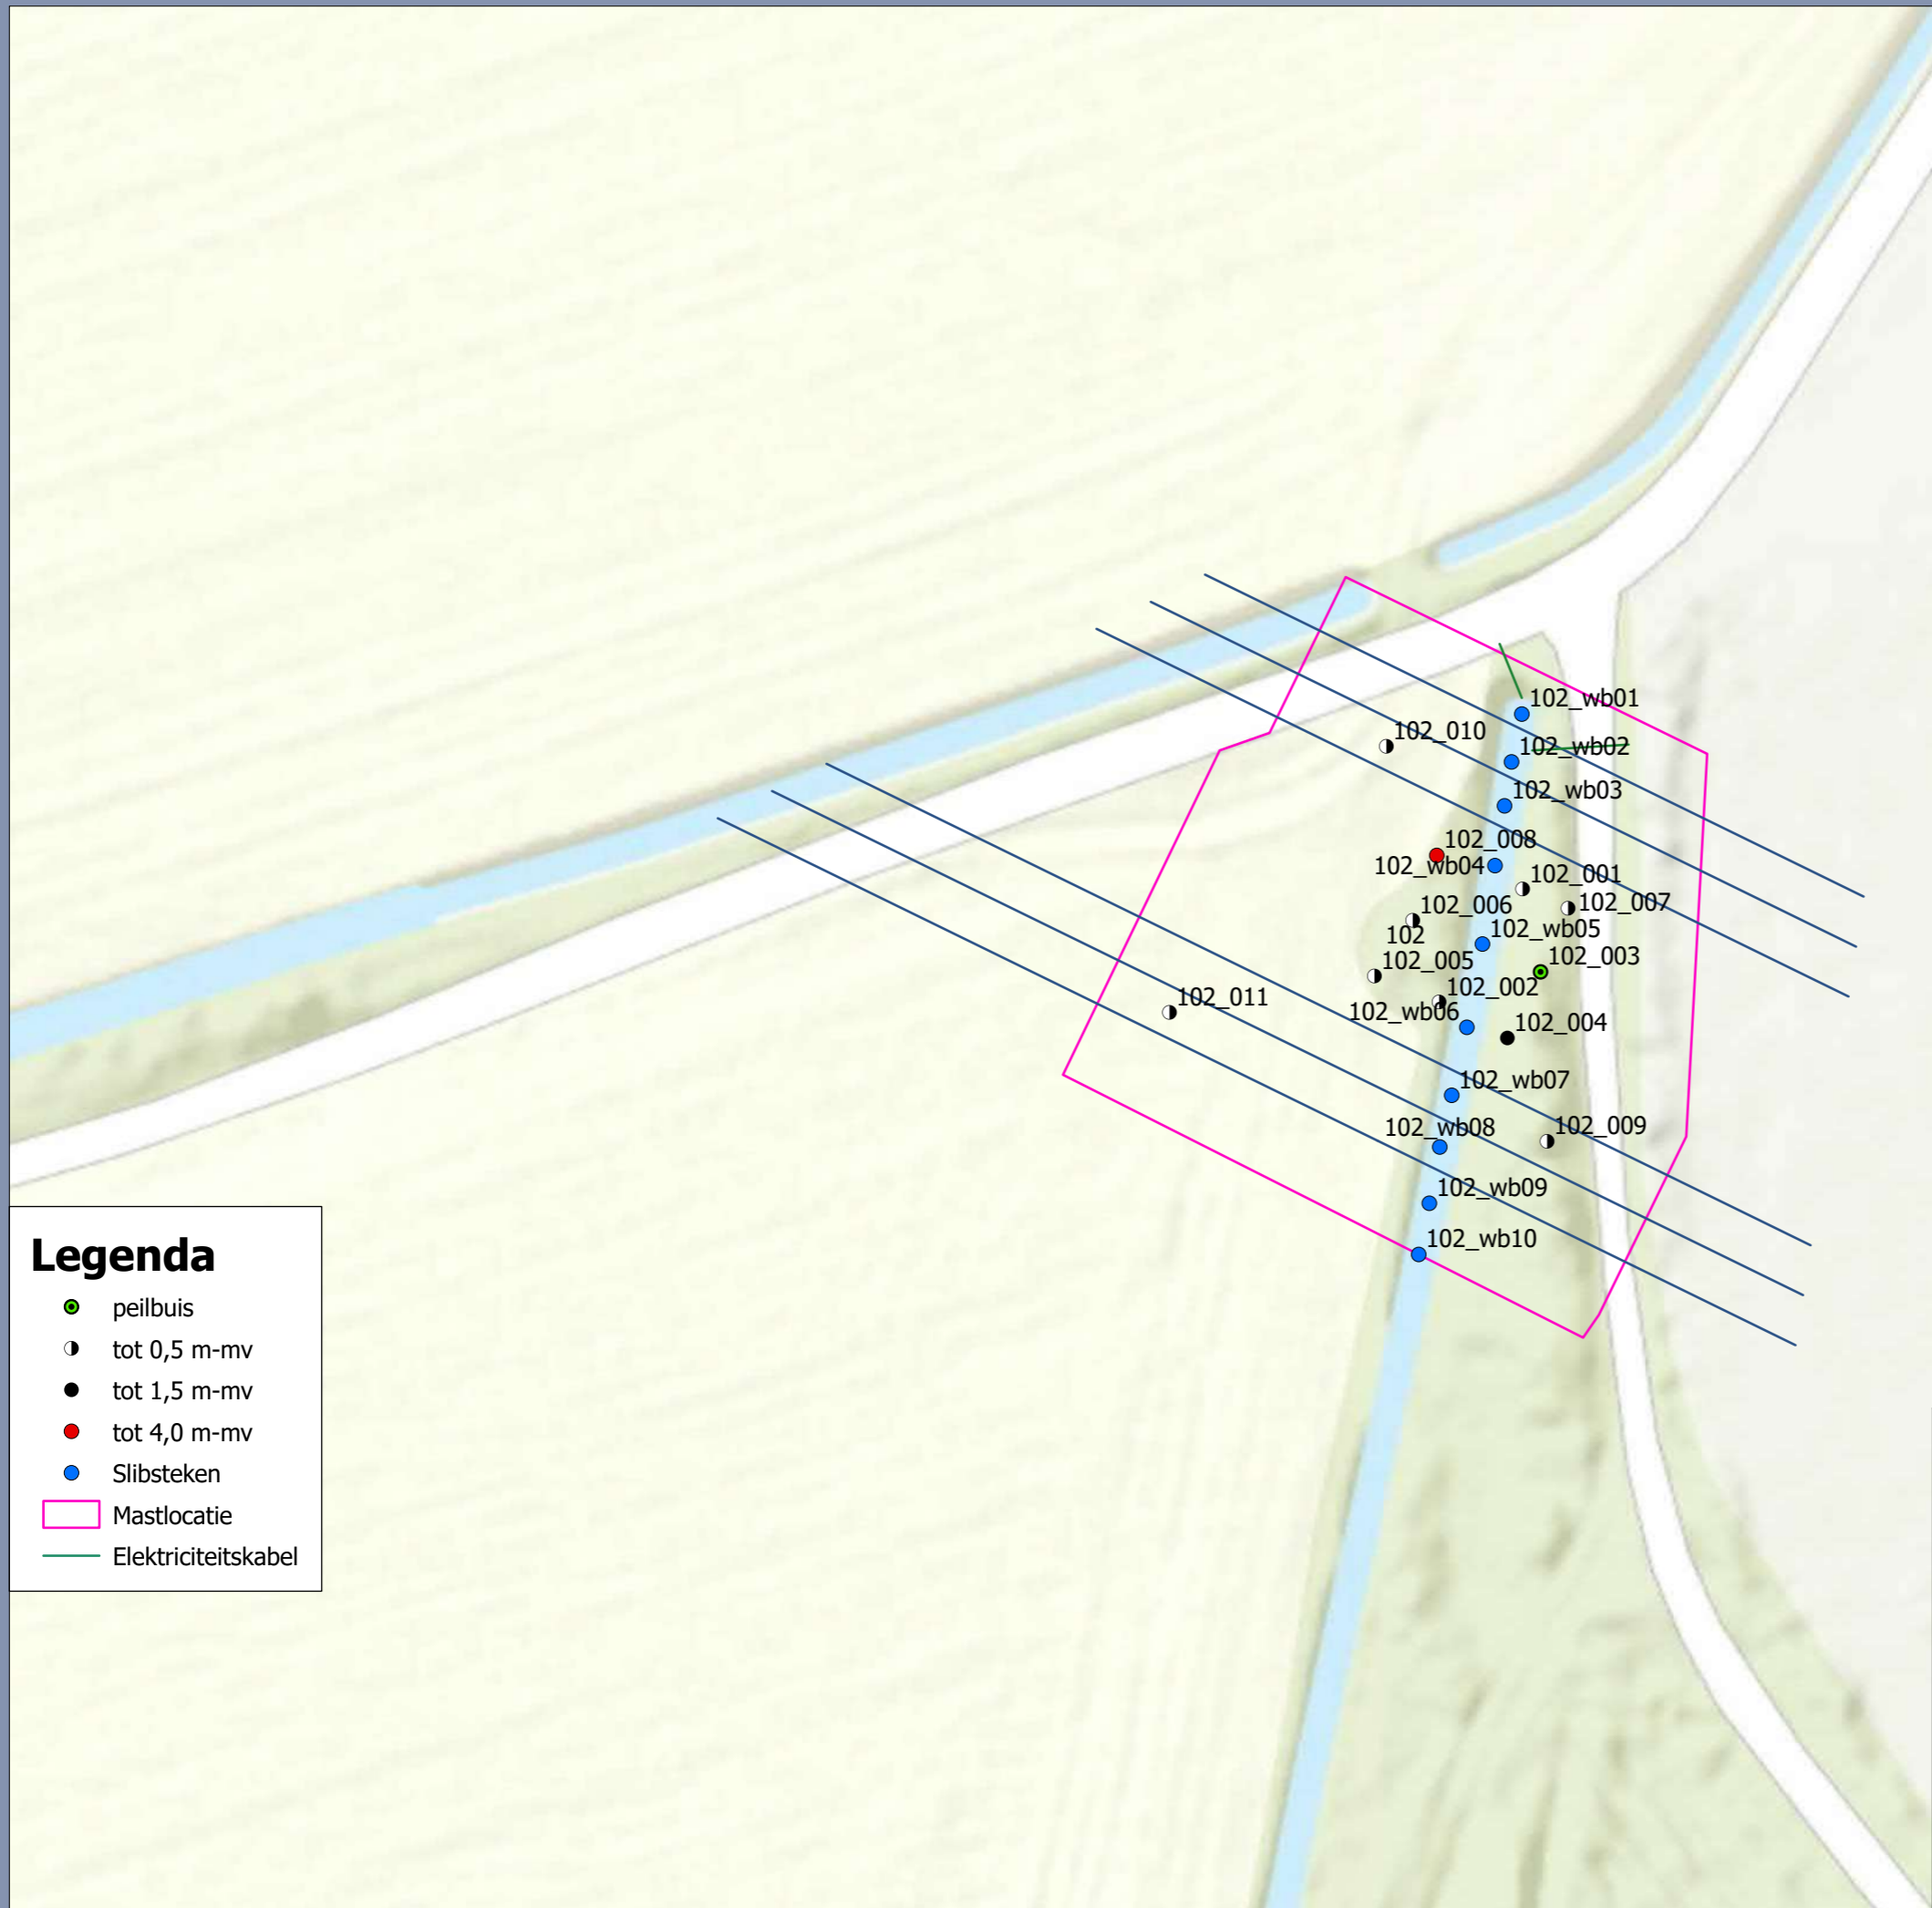 102_wb01
102_010
102_wb02
102_wb03
102_008
102_wb04
102_001
102_007
102_006
102
102_wb05
102_003
102_005
102_002
102_011
102_wb06
102_004
102_wb07
102_wb08
102_009
102_wb09
102_wb10
Legenda
peilbuis
tot 0,5 m-mv
tot 1,5 m-mv
tot 4,0 m-mv
Slibsteken
Mastlocatie
Elektriciteitskabel